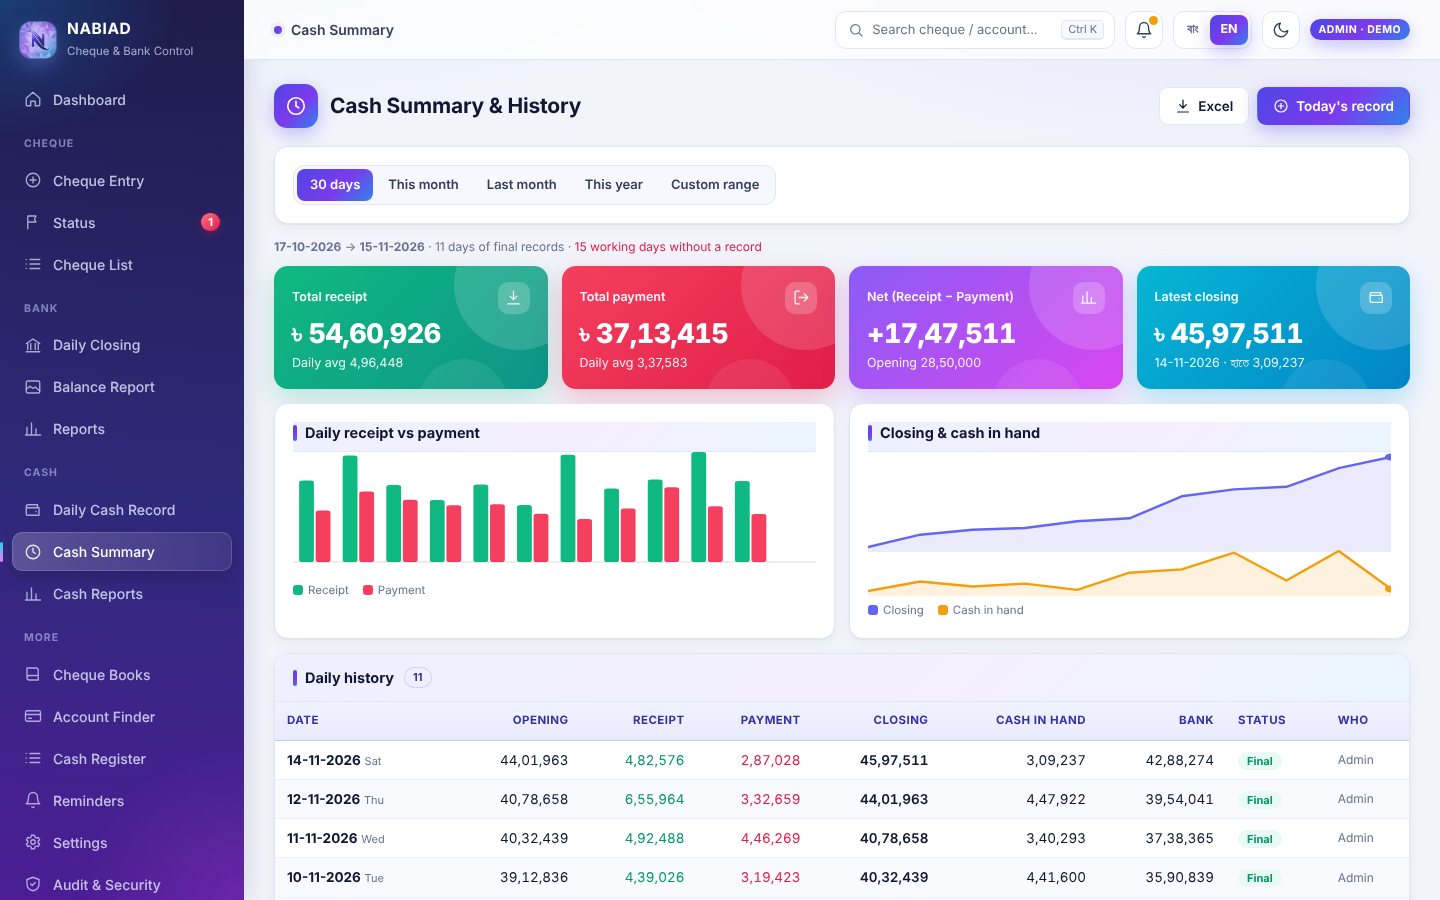 NABIAD
Cheque & Bank Control
Dashboard
CHEQUE
Cheque Entry
Status 1
Cheque List
BANK
Daily Closing
Balance Report
Reports
CASH
Daily Cash Record
Cash Summary
Cash Reports
MORE
Cheque Books
Account Finder
Cash Register
Reminders
Settings
Audit & Security
Cash Summary
Search cheque / account... Ctrl K
বাং EN
ADMIN · DEMO
Cash Summary & History
Excel
Today's record
30 days This month Last month This year Custom range
17-10-2026 → 15-11-2026 · 11 days of final records · 15 working days without a record
Total receipt
৳ 54,60,926
Daily avg 4,96,448
Total payment
৳ 37,13,415
Daily avg 3,37,583
Net (Receipt − Payment)
+17,47,511
Opening 28,50,000
Latest closing
৳ 45,97,511
14-11-2026 · হাতে 3,09,237
Daily receipt vs payment
Receipt Payment
Closing & cash in hand
Closing Cash in hand
Daily history 11
DATE OPENING RECEIPT PAYMENT CLOSING CASH IN HAND BANK STATUS WHO
14-11-2026 Sat 44,01,963 4,82,576 2,87,028 45,97,511 3,09,237 42,88,274 Final Admin
12-11-2026 Thu 40,78,658 6,55,964 3,32,659 44,01,963 4,47,922 39,54,041 Final Admin
11-11-2026 Wed 40,32,439 4,92,488 4,46,269 40,78,658 3,40,293 37,38,365 Final Admin
10-11-2026 Tue 39,12,836 4,39,026 3,19,423 40,32,439 4,41,600 35,90,839 Final Admin